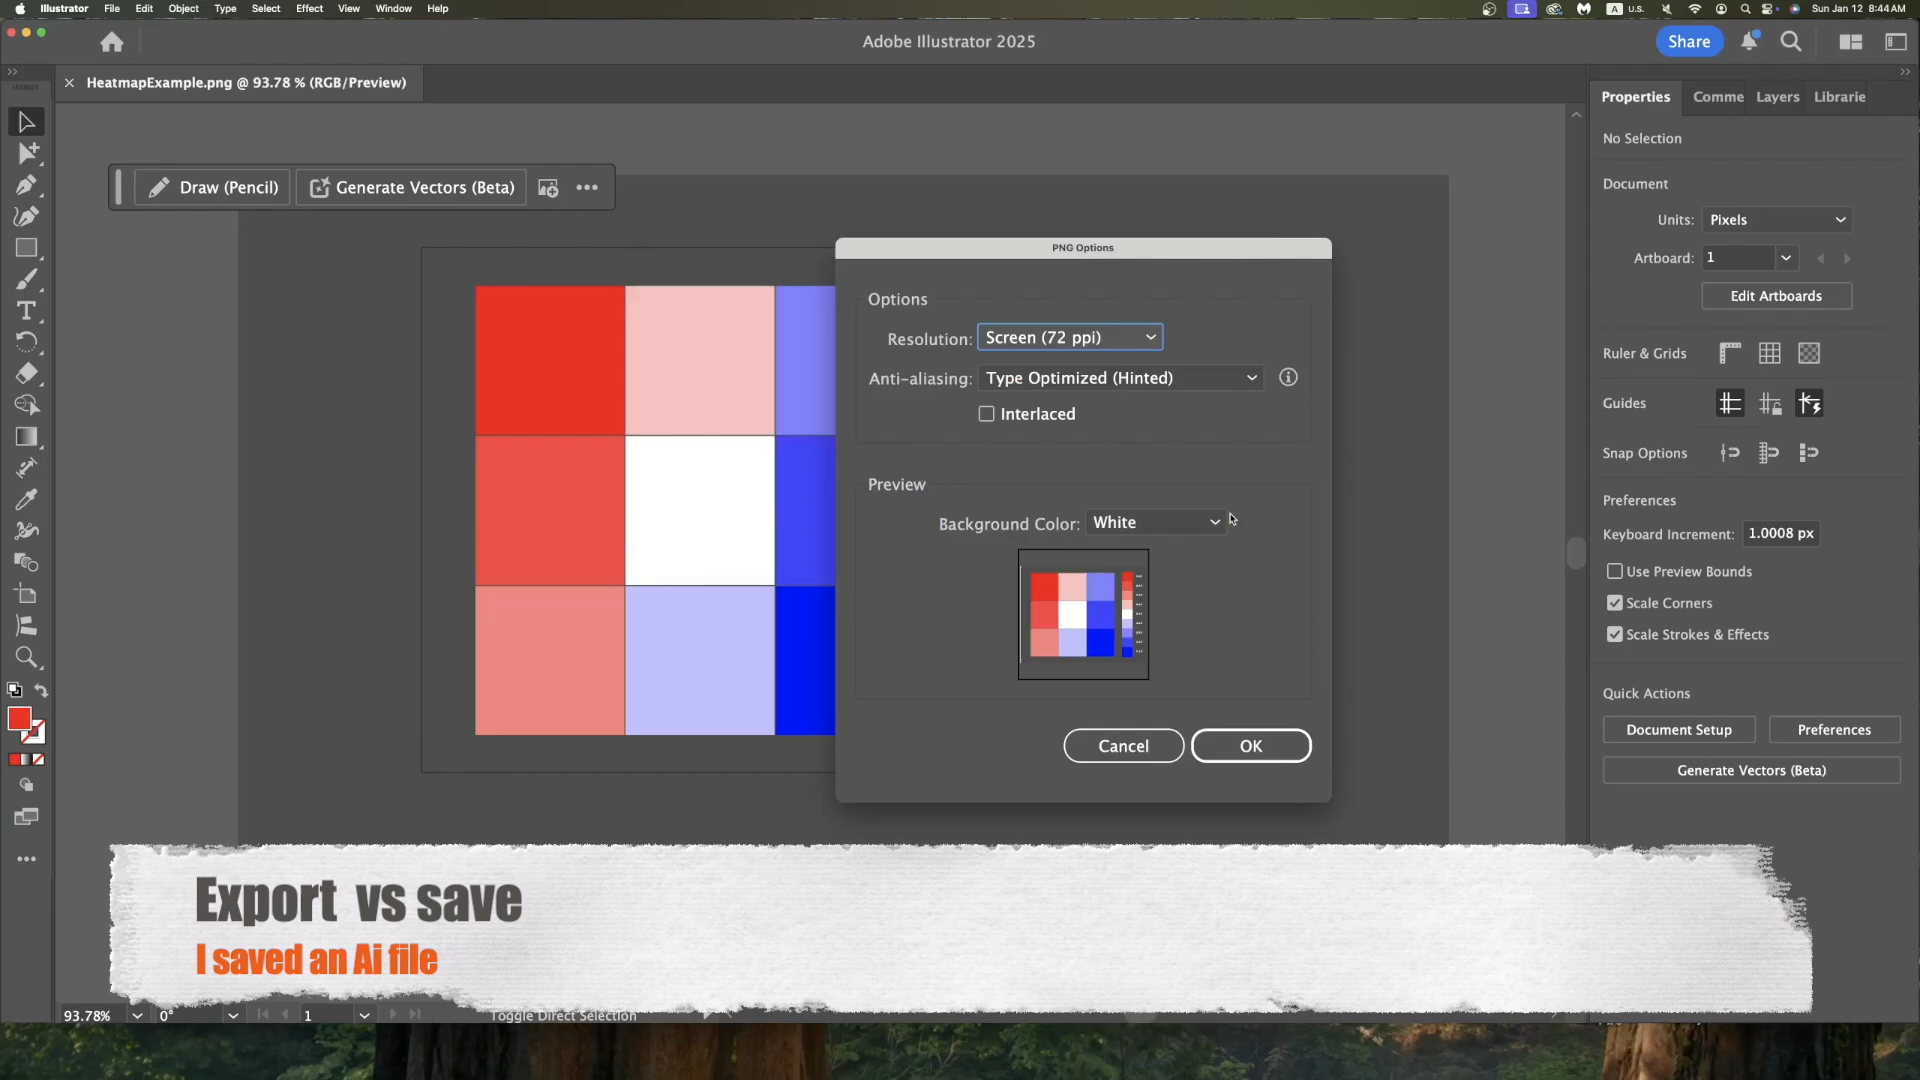 Illustrator File Edit Object Type Select Effect View Window Help
A U.S. Sun Jan 12 8:44 AM
Adobe Illustrator 2025
Share
HeatmapExample.png @ 93.78 % (RGB/Preview)
Draw (Pencil)
Generate Vectors (Beta)
PNG Options
Options
Resolution: Screen (72 ppi)
Anti-aliasing: Type Optimized (Hinted)
Interlaced
Preview
Background Color: White
Cancel
OK
Properties Comme Layers Librarie
No Selection
Document
Units: Pixels
Artboard: 1
Edit Artboards
Ruler & Grids
Guides
Snap Options
Preferences
Keyboard Increment: 1.0008 px
Use Preview Bounds
Scale Corners
Scale Strokes & Effects
Quick Actions
Document Setup
Preferences
Generate Vectors (Beta)
Export vs save
I saved an Ai file
93.78% 0° 1 Toggle Direct Selection